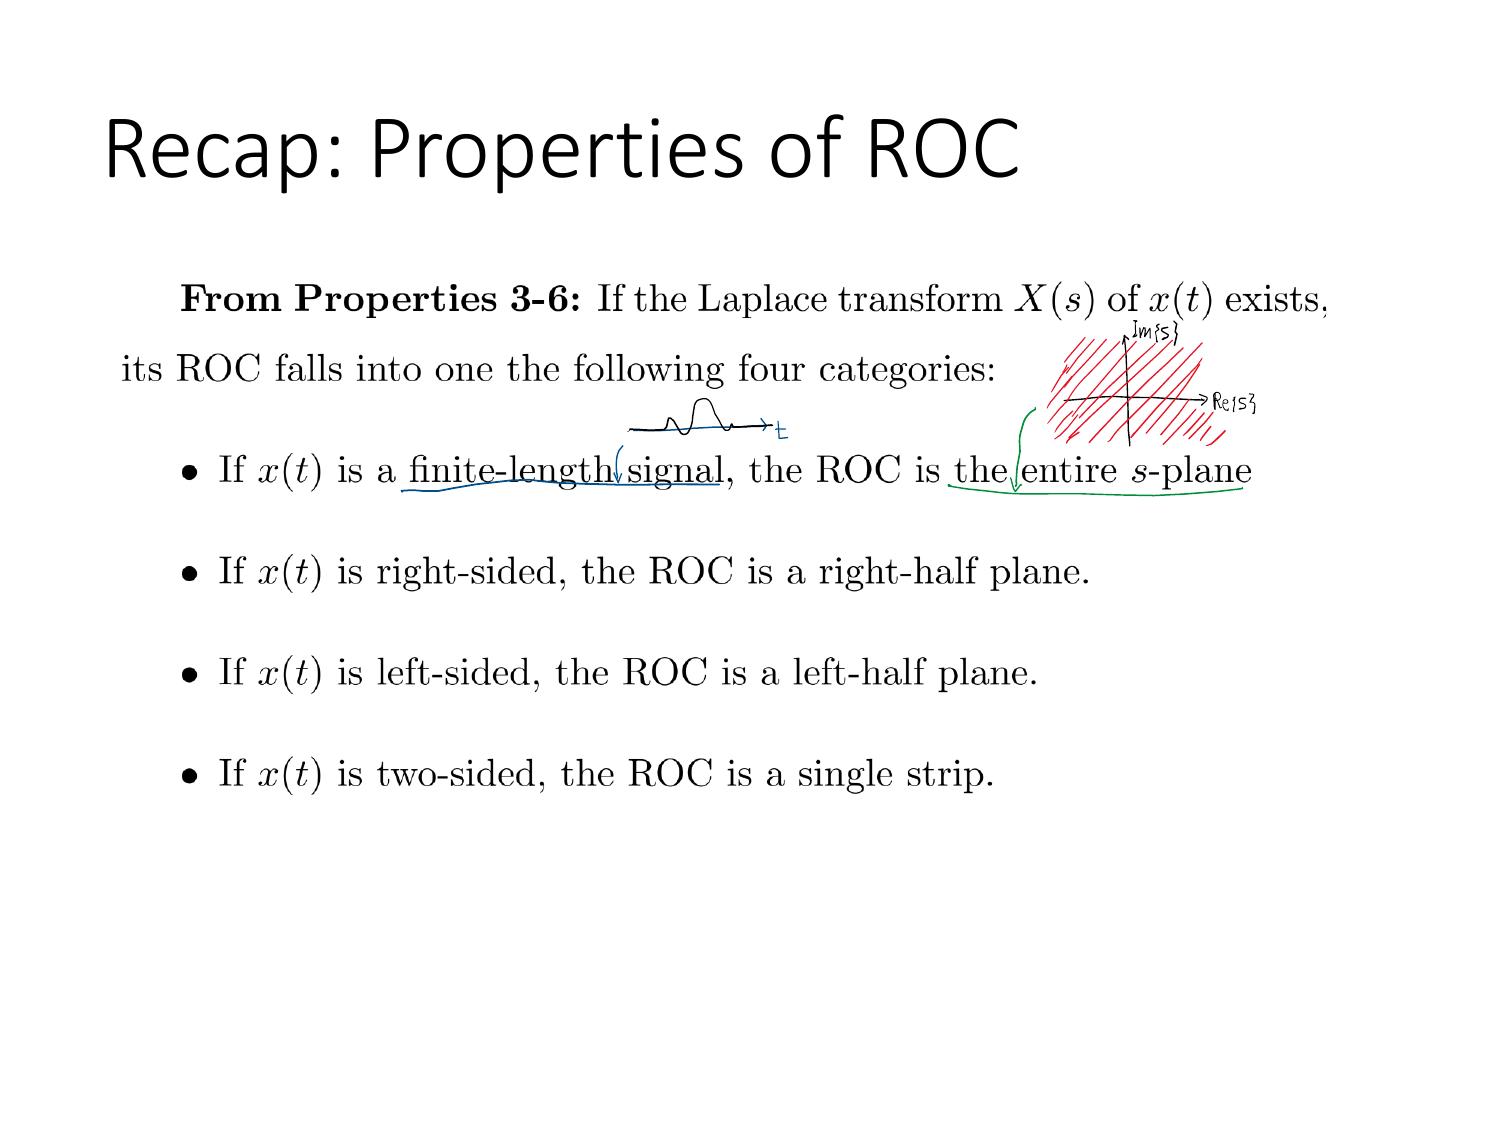 Recap: Properties of ROC
From Properties 3-6: If the Laplace transform X(s) of x(t) exists,
Im{s}
its ROC falls into one the following four categories:
Re{s}
t
• If x(t) is a finite-length signal, the ROC is the entire s-plane
• If x(t) is right-sided, the ROC is a right-half plane.
• If x(t) is left-sided, the ROC is a left-half plane.
• If x(t) is two-sided, the ROC is a single strip.